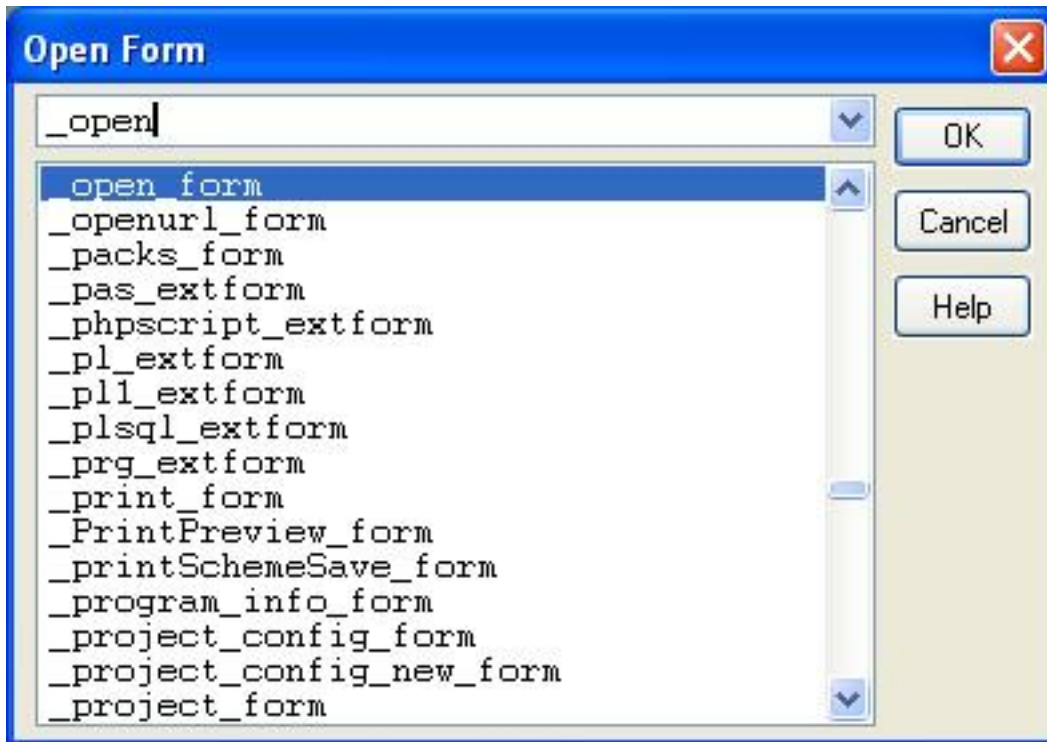 Open Form
_open
OK
Cancel
Help
_open_form
_openurl_form
_packs_form
_pas_extform
_phpscript_extform
_pl_extform
_pl1_extform
_plsql_extform
_prg_extform
_print_form
_PrintPreview_form
_printSchemeSave_form
_program_info_form
_project_config_form
_project_config_new_form
_project_form